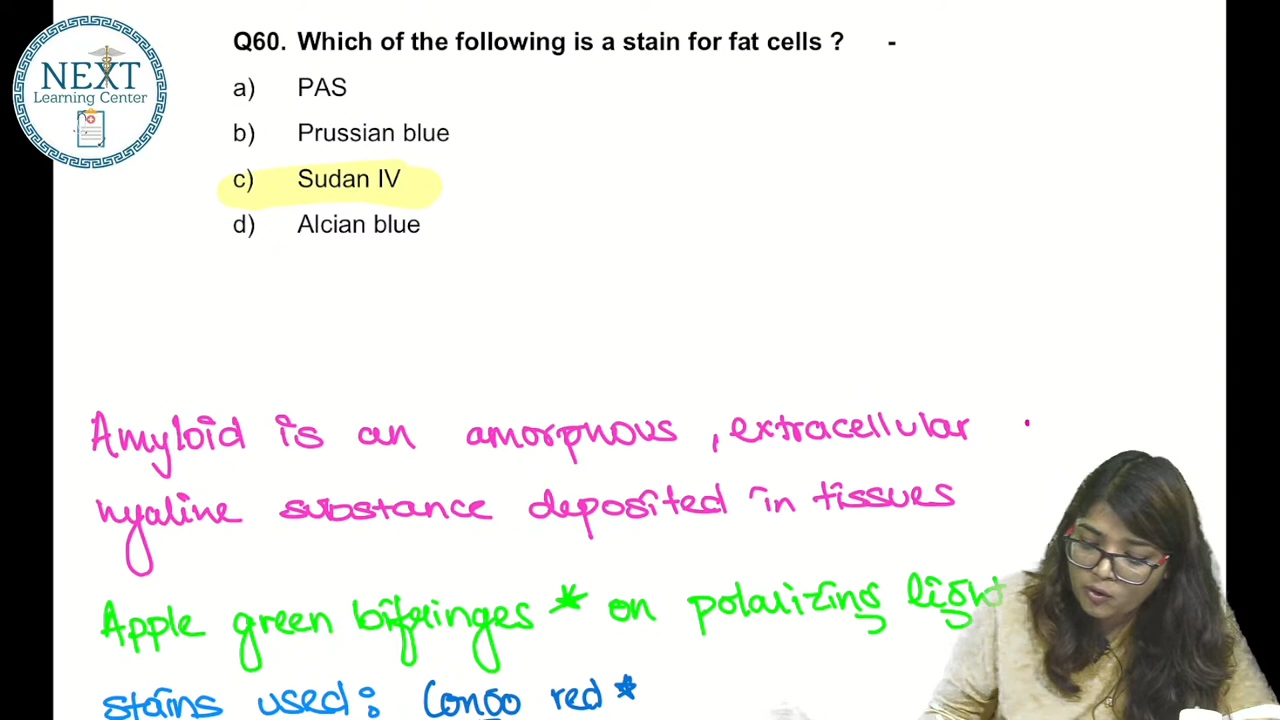 NEXT
Learning Center
Q60. Which of the following is a stain for fat cells ? -
a) PAS
b) Prussian blue
c) Sudan IV
d) Alcian blue
Amyloid is an amorphous , extracellular
hyaline substance deposited in tissues
Apple green bifringes * on polarizing light
stains used : Congo red *